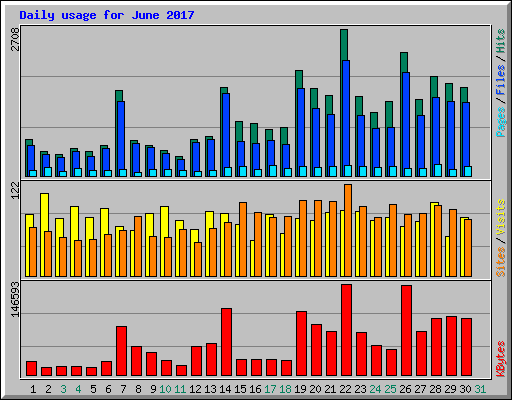 Daily usage for June 2017
2708
Pages / Files / Hits
122
Sites / Visits
146593
KBytes
1 2 3 4 5 6 7 8 9 10 11 12 13 14 15 16 17 18 19 20 21 22 23 24 25 26 27 28 29 30 31